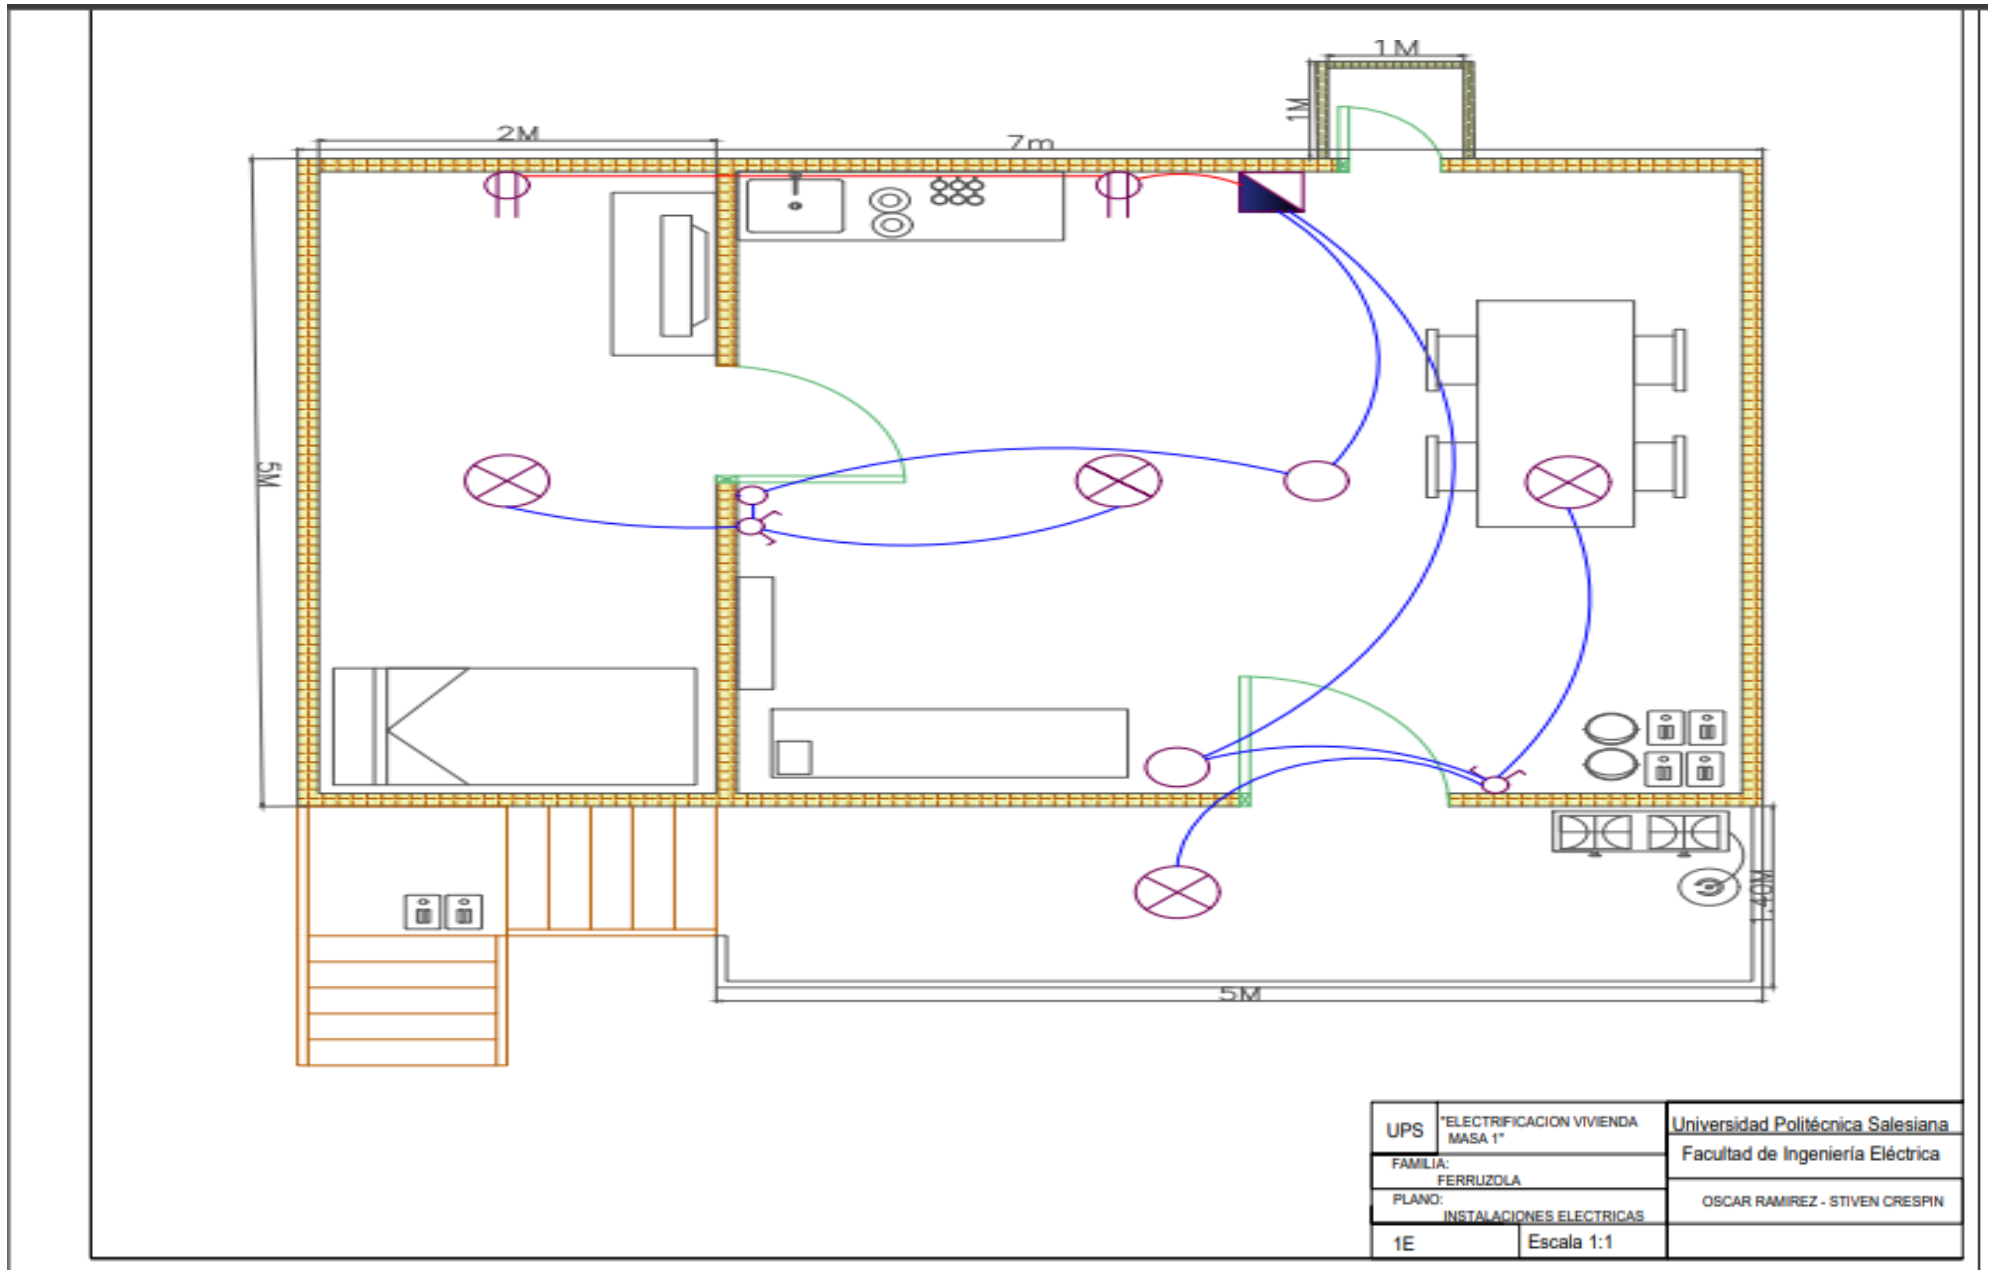 1M
1M
2M
7m
5M
1.40M
5M
UPS
"ELECTRIFICACION VIVIENDA
MASA 1"
Universidad Politécnica Salesiana
Facultad de Ingeniería Eléctrica
FAMILIA:
FERRUZOLA
PLANO:
INSTALACIONES ELECTRICAS
OSCAR RAMIREZ - STIVEN CRESPIN
1E
Escala 1:1